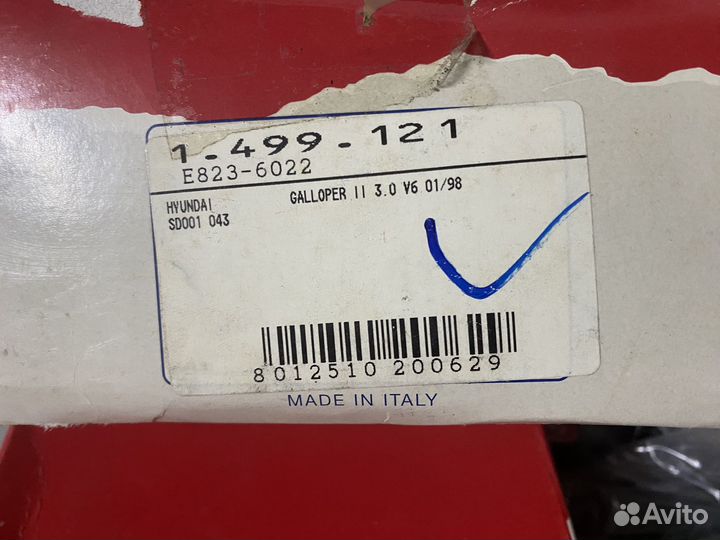 1-499-121
E823-6022
HYUNDAI GALLOPER II 3.0 V6 01/98
SD001 043
8012510 200629
MADE IN ITALY
Avito